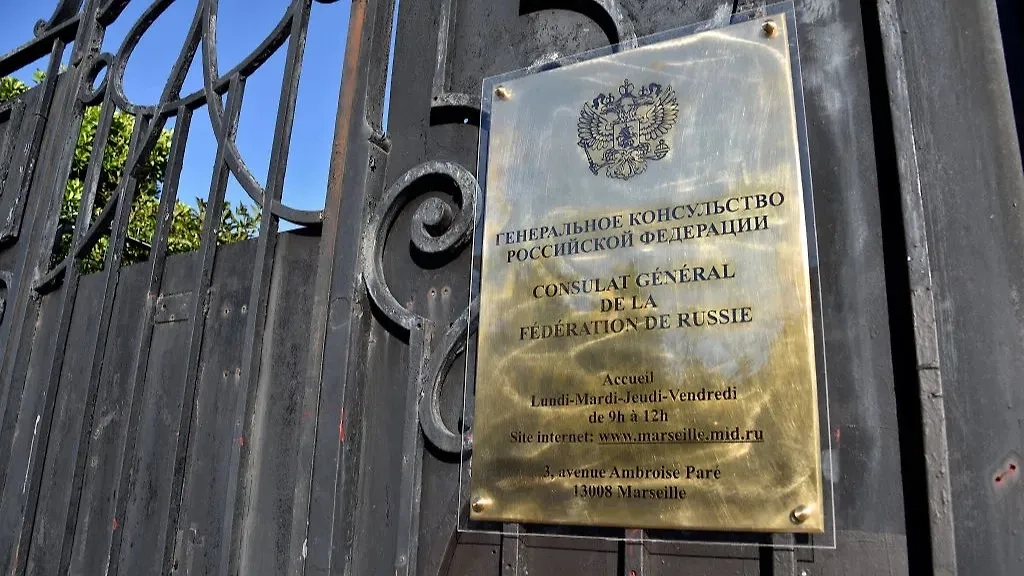 ГЕНЕРАЛЬНОЕ КОНСУЛЬСТВО
РОССИЙСКОЙ ФЕДЕРАЦИИ
CONSULAT GÉNÉRAL
DE LA
FÉDÉRATION DE RUSSIE
Accueil
Lundi-Mardi-Jeudi-Vendredi
de 9h à 12h
Site internet: www.marseille.mid.ru
3, avenue Ambroise Paré
13008 Marseille